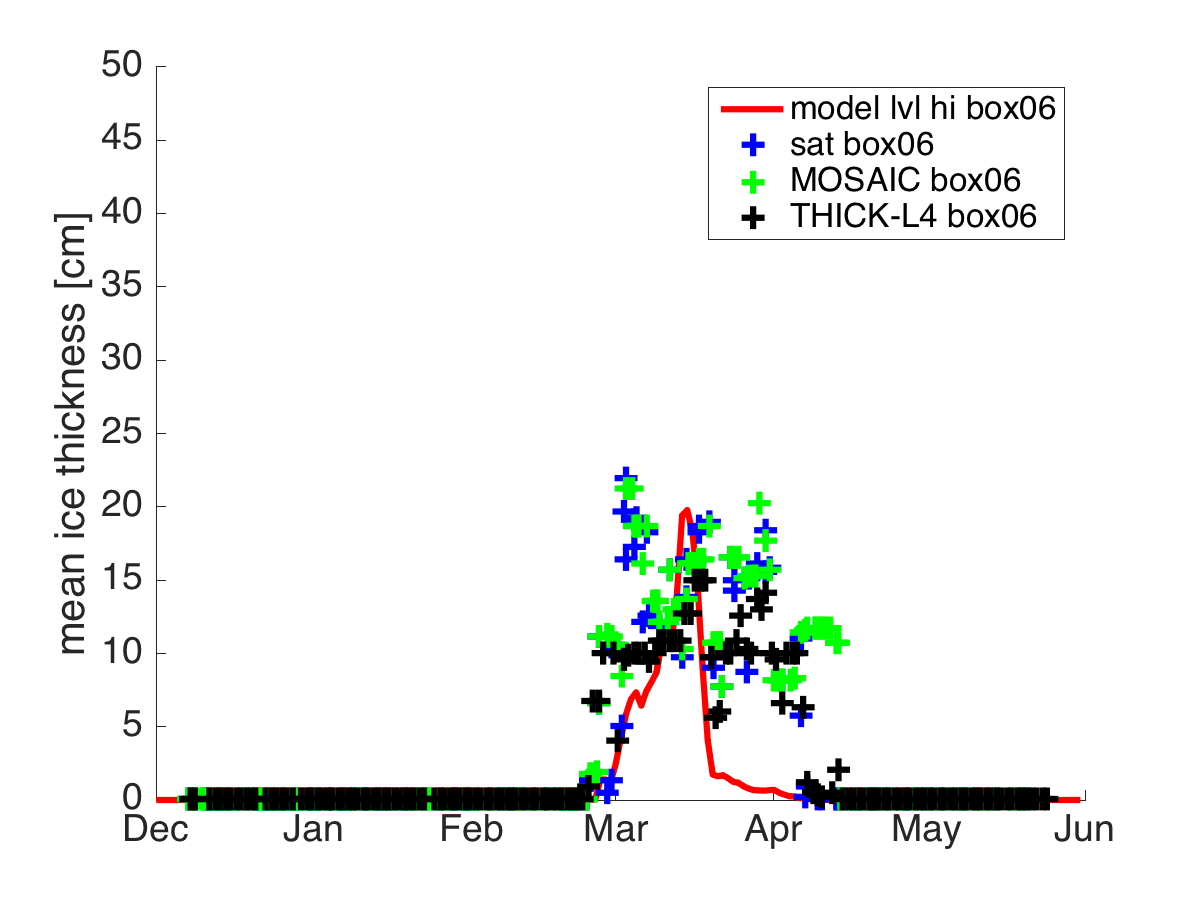 50
45
40
35
30
25
20
15
10
5
0
mean ice thickness [cm]
model lvl hi box06
sat box06
MOSAIC box06
THICK-L4 box06
Dec Jan Feb Mar Apr May Jun